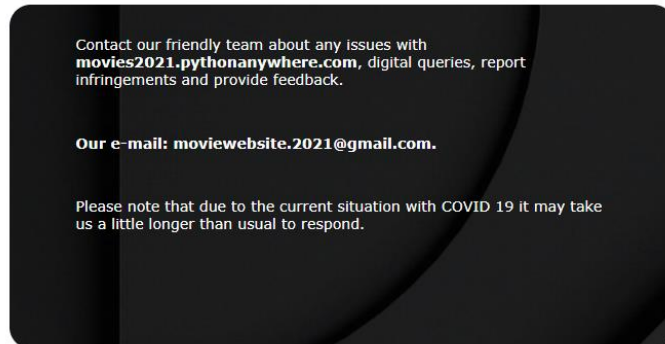 Contact our friendly team about any issues with
movies2021.pythonanywhere.com, digital queries, report
infringements and provide feedback.
Our e-mail: moviewebsite.2021@gmail.com.
Please note that due to the current situation with COVID 19 it may take
us a little longer than usual to respond.